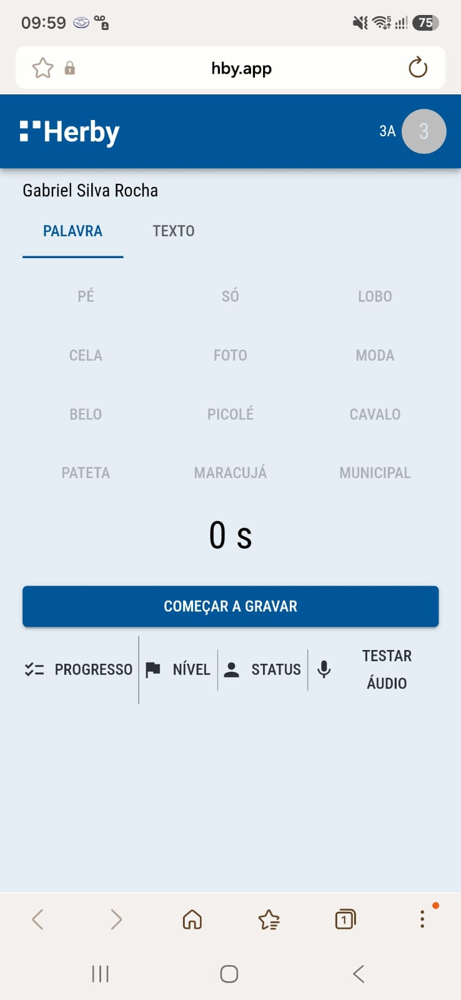 09:59 75
hby.app
Herby 3A 3
Gabriel Silva Rocha
PALAVRA TEXTO
PÉ SÓ LOBO
CELA FOTO MODA
BELO PICOLÉ CAVALO
PATETA MARACUJÁ MUNICIPAL
0 s
COMEÇAR A GRAVAR
PROGRESSO NÍVEL STATUS TESTAR
ÁUDIO
1